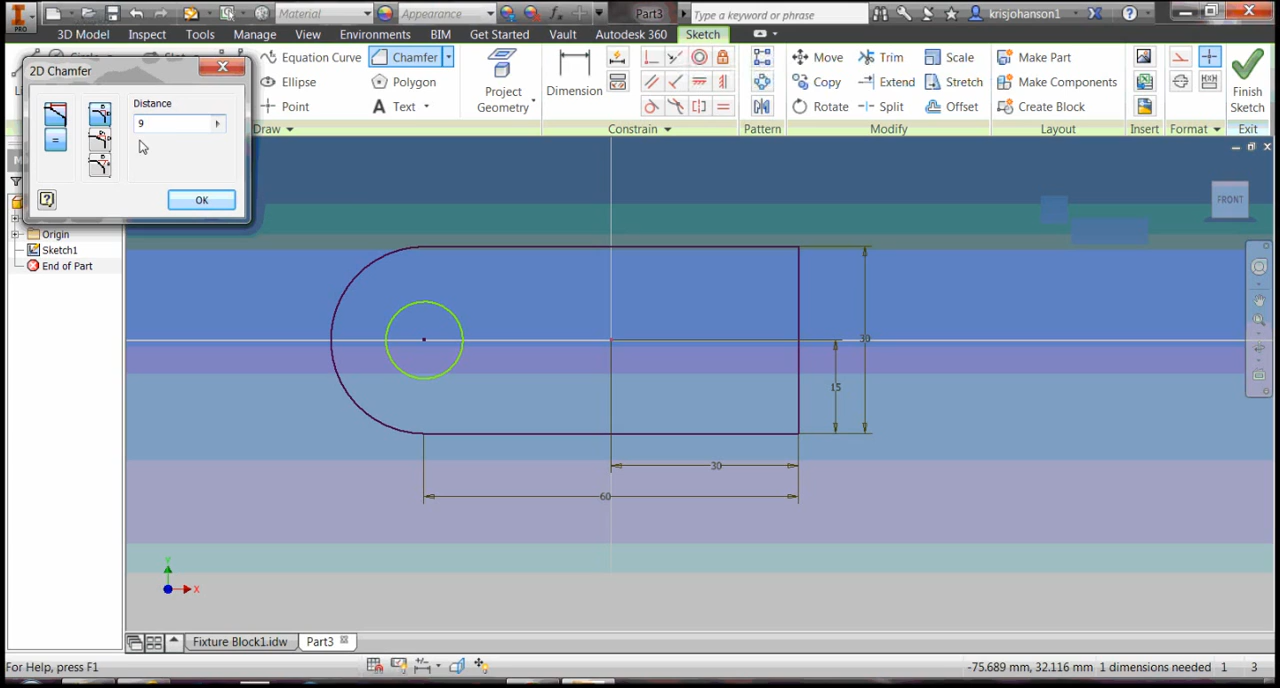 PRO
Material
Appearance
Part3
Type a keyword or phrase
krisjohanson1
3D Model
Inspect
Tools
Manage
View
Environments
BIM
Get Started
Vault
Autodesk 360
Sketch
2D Chamfer
Distance
9
OK
Equation Curve
Chamfer
Ellipse
Polygon
Point
Text
Project
Geometry
Dimension
Move
Trim
Scale
Copy
Extend
Stretch
Rotate
Split
Offset
Make Part
Make Components
Create Block
Finish
Sketch
Draw
Constrain
Pattern
Modify
Layout
Insert
Format
Exit
Origin
Sketch1
End of Part
FRONT
30
15
30
60
Y
X
Fixture Block1.idw
Part3
For Help, press F1
-75.689 mm, 32.116 mm
1 dimensions needed
1
3